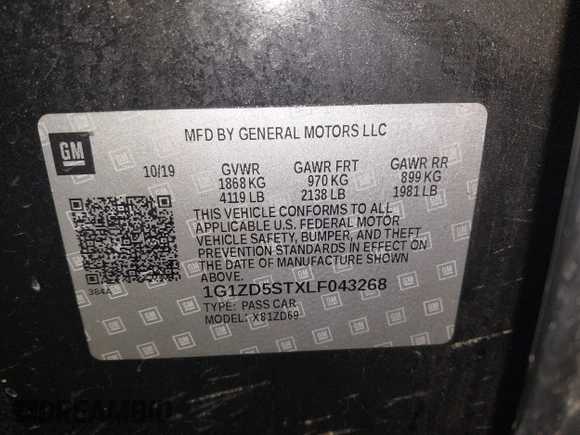 GM
MFD BY GENERAL MOTORS LLC
10/19 GVWR GAWR FRT GAWR RR
1868 KG 970 KG 899 KG
4119 LB 2138 LB 1981 LB
THIS VEHICLE CONFORMS TO ALL
APPLICABLE U.S. FEDERAL MOTOR
VEHICLE SAFETY, BUMPER, AND THEFT
PREVENTION STANDARDS IN EFFECT ON
THE DATE OF MANUFACTURE SHOWN
ABOVE.
384A
1G1ZD5STXLF043268
TYPE: PASS CAR
MODEL: X81ZD69
DREAMBID